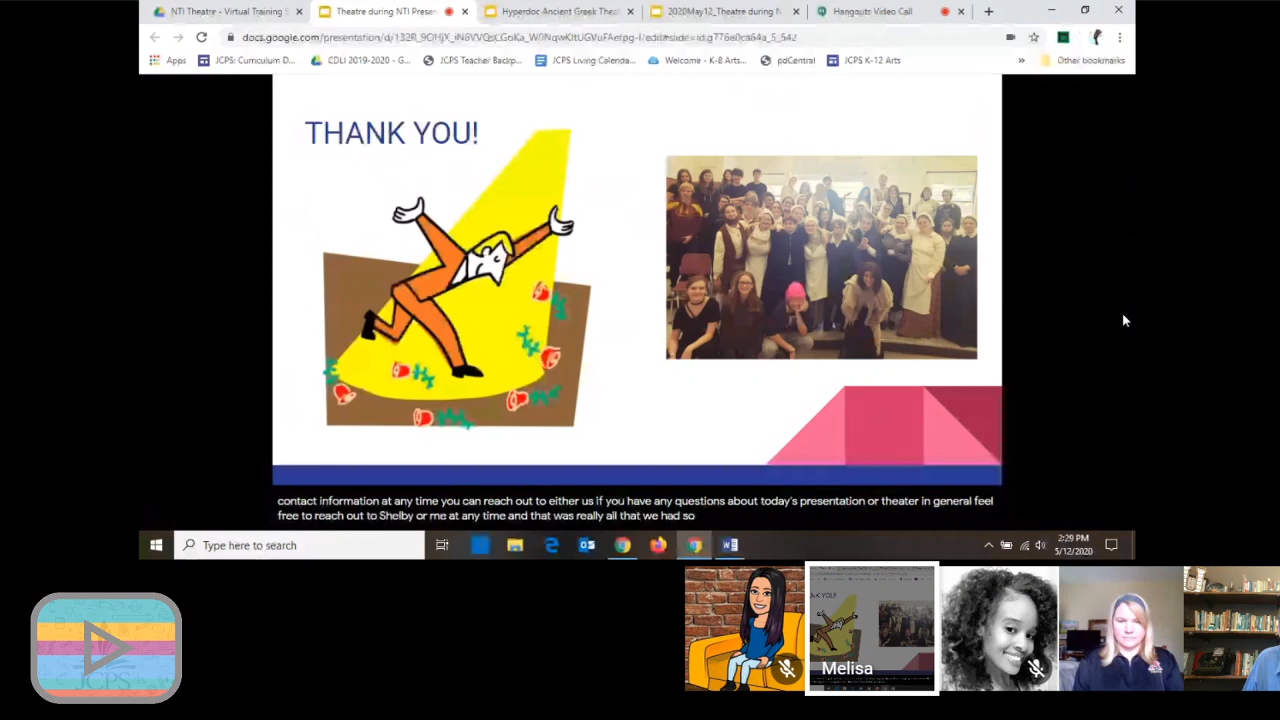 NTI Theatre - Virtual Training S
Theatre during NTI Presen
Hyperdoc Ancient Greek Theat
2020May12_Theatre during N
Hangouts Video Call
Apps
JCPS: Curriculum D...
CDLI 2019-2020 - G...
JCPS Teacher Backp...
JCPS Living Calenda...
Welcome - K-8 Arts...
pdCentral
JCPS K-12 Arts
»
Other bookmarks
THANK YOU!
contact information at any time you can reach out to either us if you have any questions about today's presentation or theater in general feel
free to reach out to Shelby or me at any time and that was really all that we had so
Type here to search
2:29 PM
5/12/2020
Melisa
JCPS